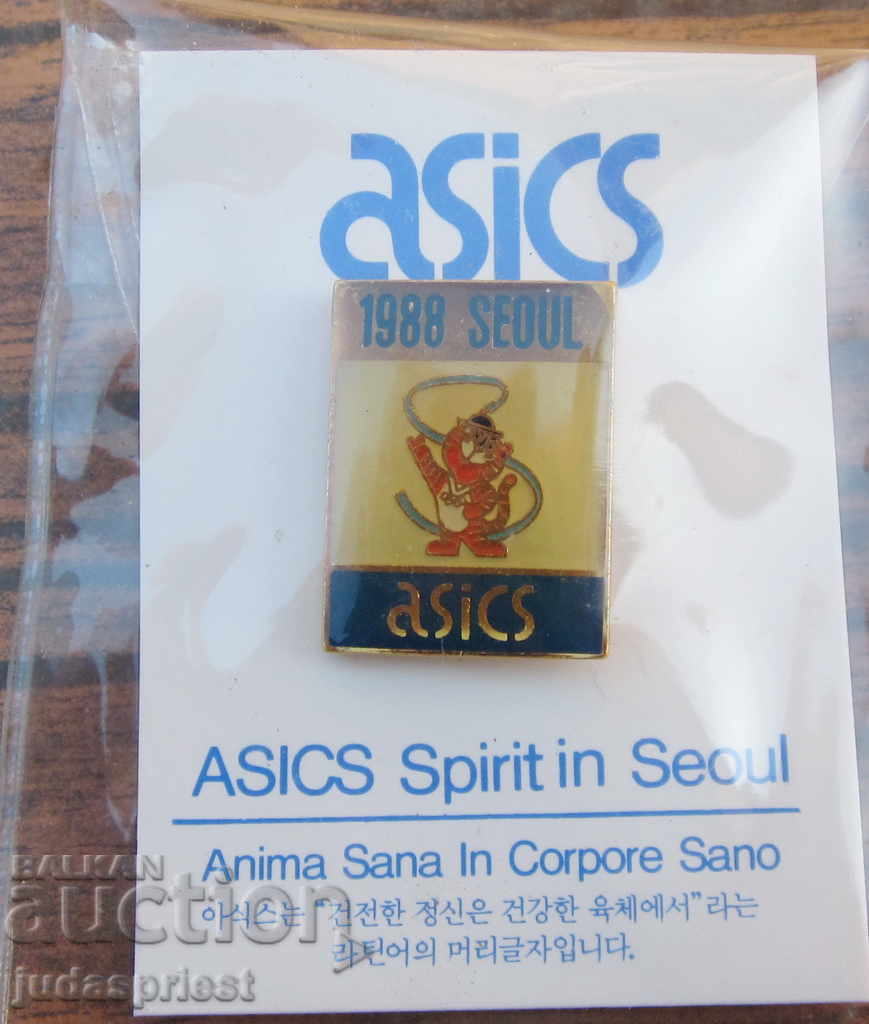 asics
1988 SEOUL
asics
ASICS Spirit in Seoul
Anima Sana In Corpore Sano
아식스는 “건전한 정신은 건강한 육체에서”라는
라틴어의 머리글자입니다.
BALKAN
auction
judaspriest